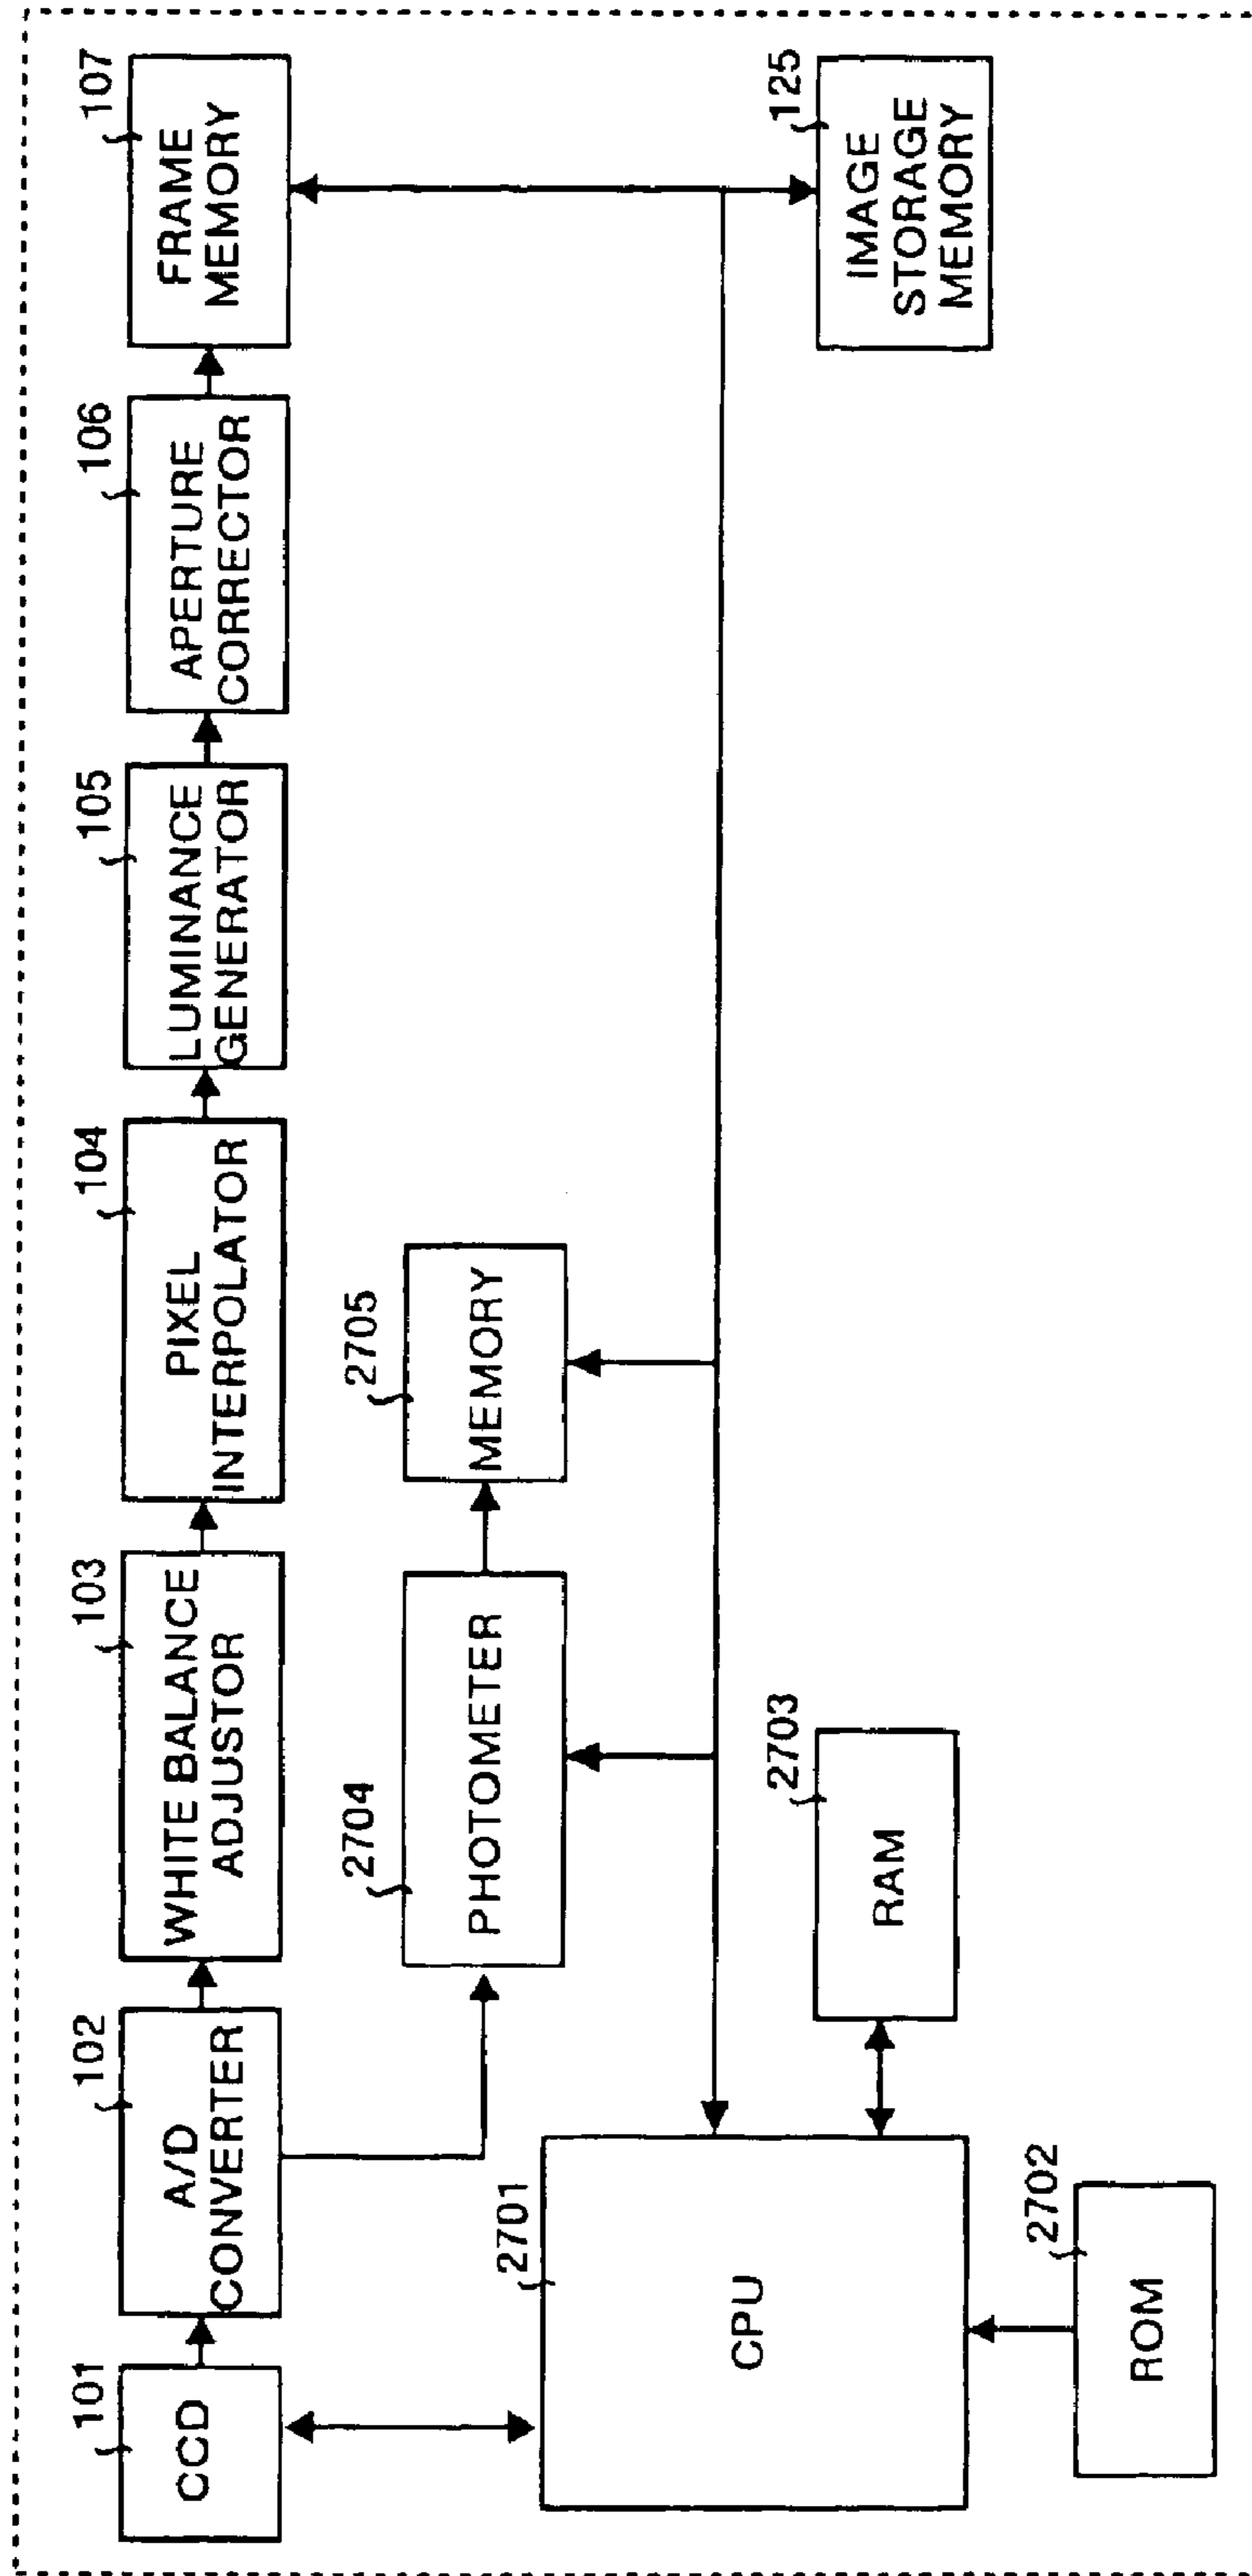 101
CCD
102
A/D
CONVERTER
103
WHITE BALANCE
ADJUSTOR
104
PIXEL
INTERPOLATOR
105
LUMINANCE
GENERATOR
106
APERTURE
CORRECTOR
107
FRAME
MEMORY
2704
PHOTOMETER
2705
MEMORY
2701
CPU
2703
RAM
125
IMAGE
STORAGE
MEMORY
2702
ROM